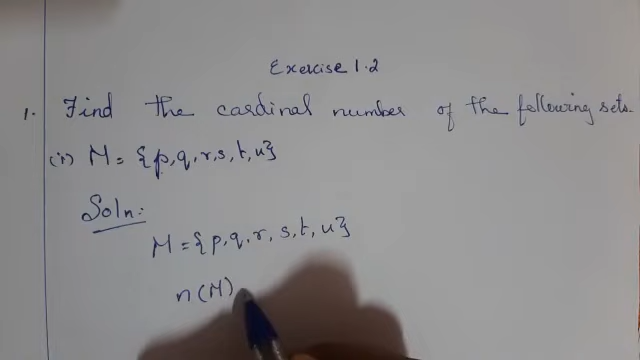 Exercise 1.2
1. Find the cardinal number of the following sets.
(i) M = {p, q, r, s, t, u}
Soln:
M = {p, q, r, s, t, u}
n(M)